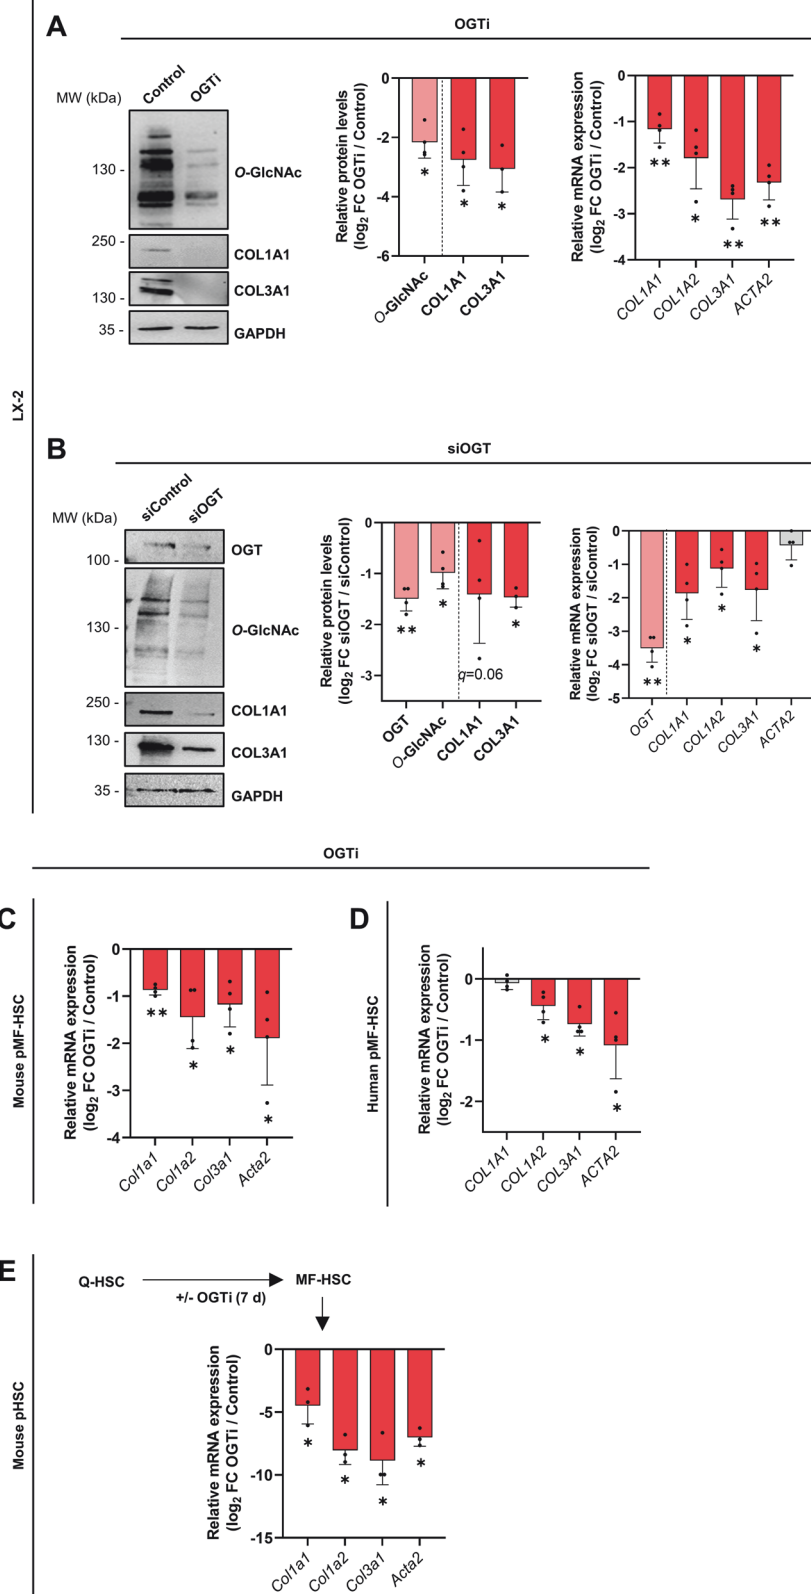 A
OGTi
Control
OGTi
MW (kDa)
130 -
O-GlcNAc
250 -
COL1A1
130 -
COL3A1
35 -
GAPDH
Relative protein levels
(log2 FC OGTi / Control)
0
-2
-4
-6
*
*
*
O-GlcNAc
COL1A1
COL3A1
Relative mRNA expression
(log2 FC OGTi / Control)
0
-1
-2
-3
-4
**
*
**
**
COL1A1
COL1A2
COL3A1
ACTA2
LX-2
B
siOGT
siControl
siOGT
MW (kDa)
100 -
OGT
130 -
O-GlcNAc
250 -
COL1A1
130 -
COL3A1
35 -
GAPDH
Relative protein levels
(log2 FC siOGT / siControl)
0
-1
-2
-3
**
*
q=0.06
*
OGT
O-GlcNAc
COL1A1
COL3A1
Relative mRNA expression
(log2 FC siOGT / siControl)
0
-1
-2
-3
-4
-5
**
*
*
*
OGT
COL1A1
COL1A2
COL3A1
ACTA2
OGTi
C
Mouse pMF-HSC
Relative mRNA expression
(log2 FC OGTi / Control)
0
-1
-2
-3
-4
**
*
*
*
Col1a1
Col1a2
Col3a1
Acta2
D
Human pMF-HSC
Relative mRNA expression
(log2 FC OGTi / Control)
0
-1
-2
*
*
*
COL1A1
COL1A2
COL3A1
ACTA2
E
Mouse pHSC
Q-HSC
+/- OGTi (7 d)
MF-HSC
Relative mRNA expression
(log2 FC OGTi / Control)
0
-5
-10
-15
*
*
*
*
Col1a1
Col1a2
Col3a1
Acta2